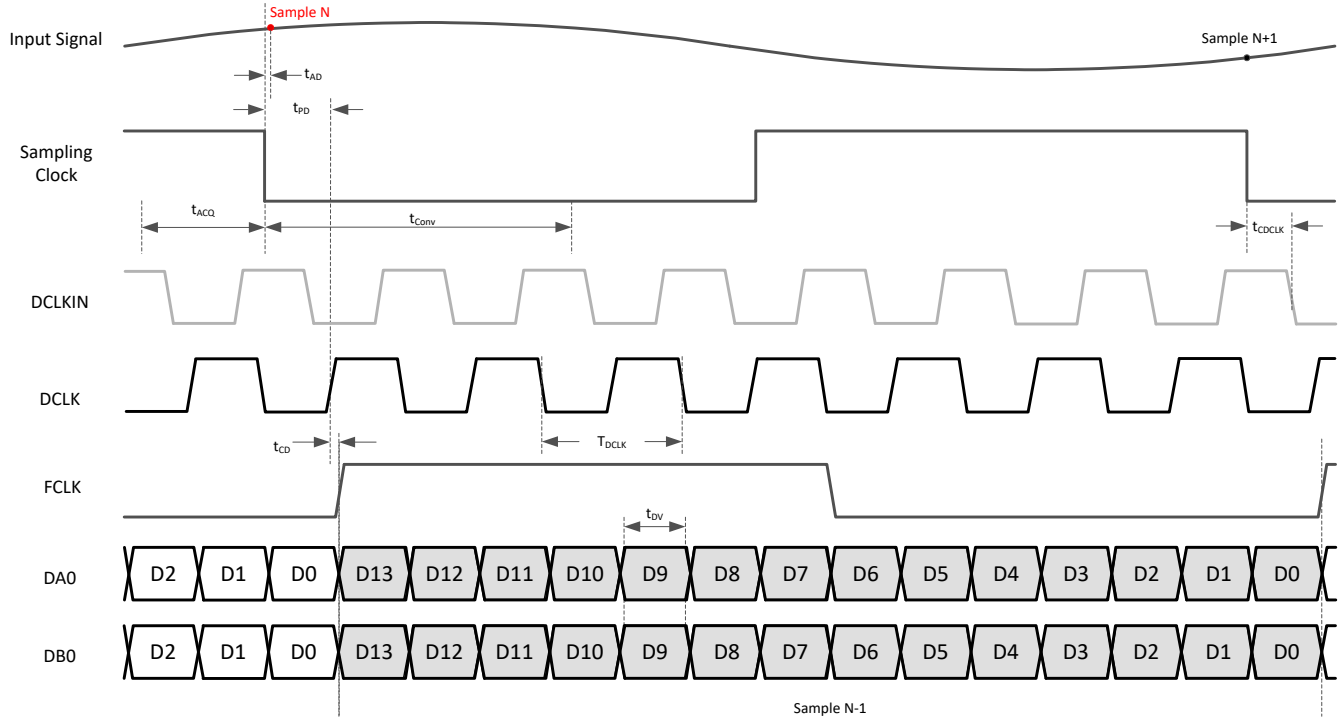 Sample N
Input Signal
Sample N+1
tAD
tPD
Sampling
Clock
tACQ
tConv
tCDCLK
DCLKIN
DCLK
tCD
TDCLK
FCLK
tDV
DA0 D2 D1 D0 D13 D12 D11 D10 D9 D8 D7 D6 D5 D4 D3 D2 D1 D0
DB0 D2 D1 D0 D13 D12 D11 D10 D9 D8 D7 D6 D5 D4 D3 D2 D1 D0
Sample N-1